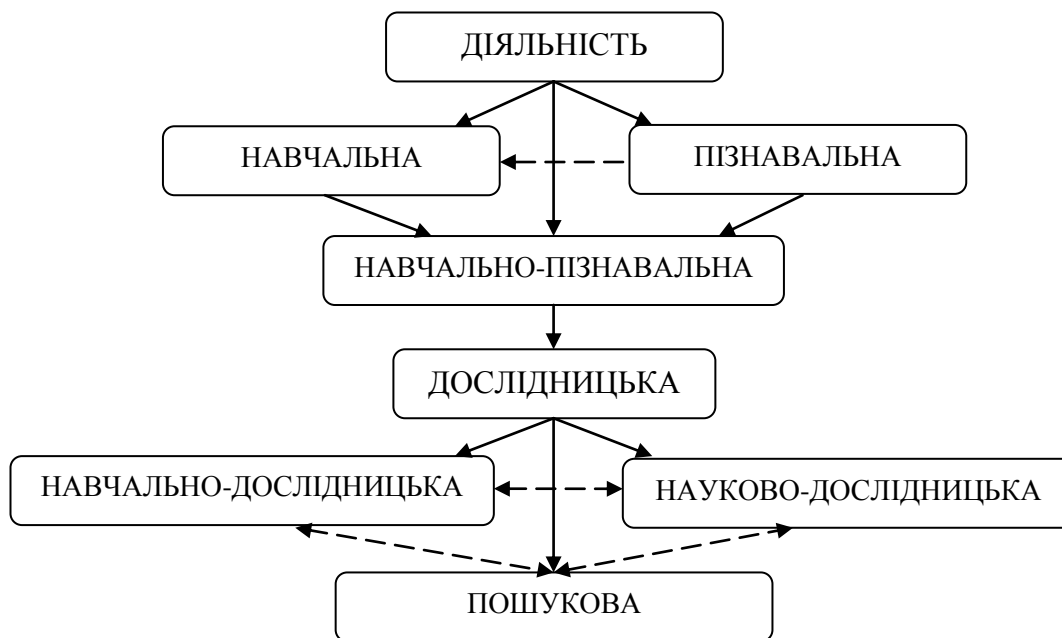 ДІЯЛЬНІСТЬ
НАВЧАЛЬНА
ПІЗНАВАЛЬНА
НАВЧАЛЬНО-ПІЗНАВАЛЬНА
ДОСЛІДНИЦЬКА
НАВЧАЛЬНО-ДОСЛІДНИЦЬКА
НАУКОВО-ДОСЛІДНИЦЬКА
ПОШУКОВА